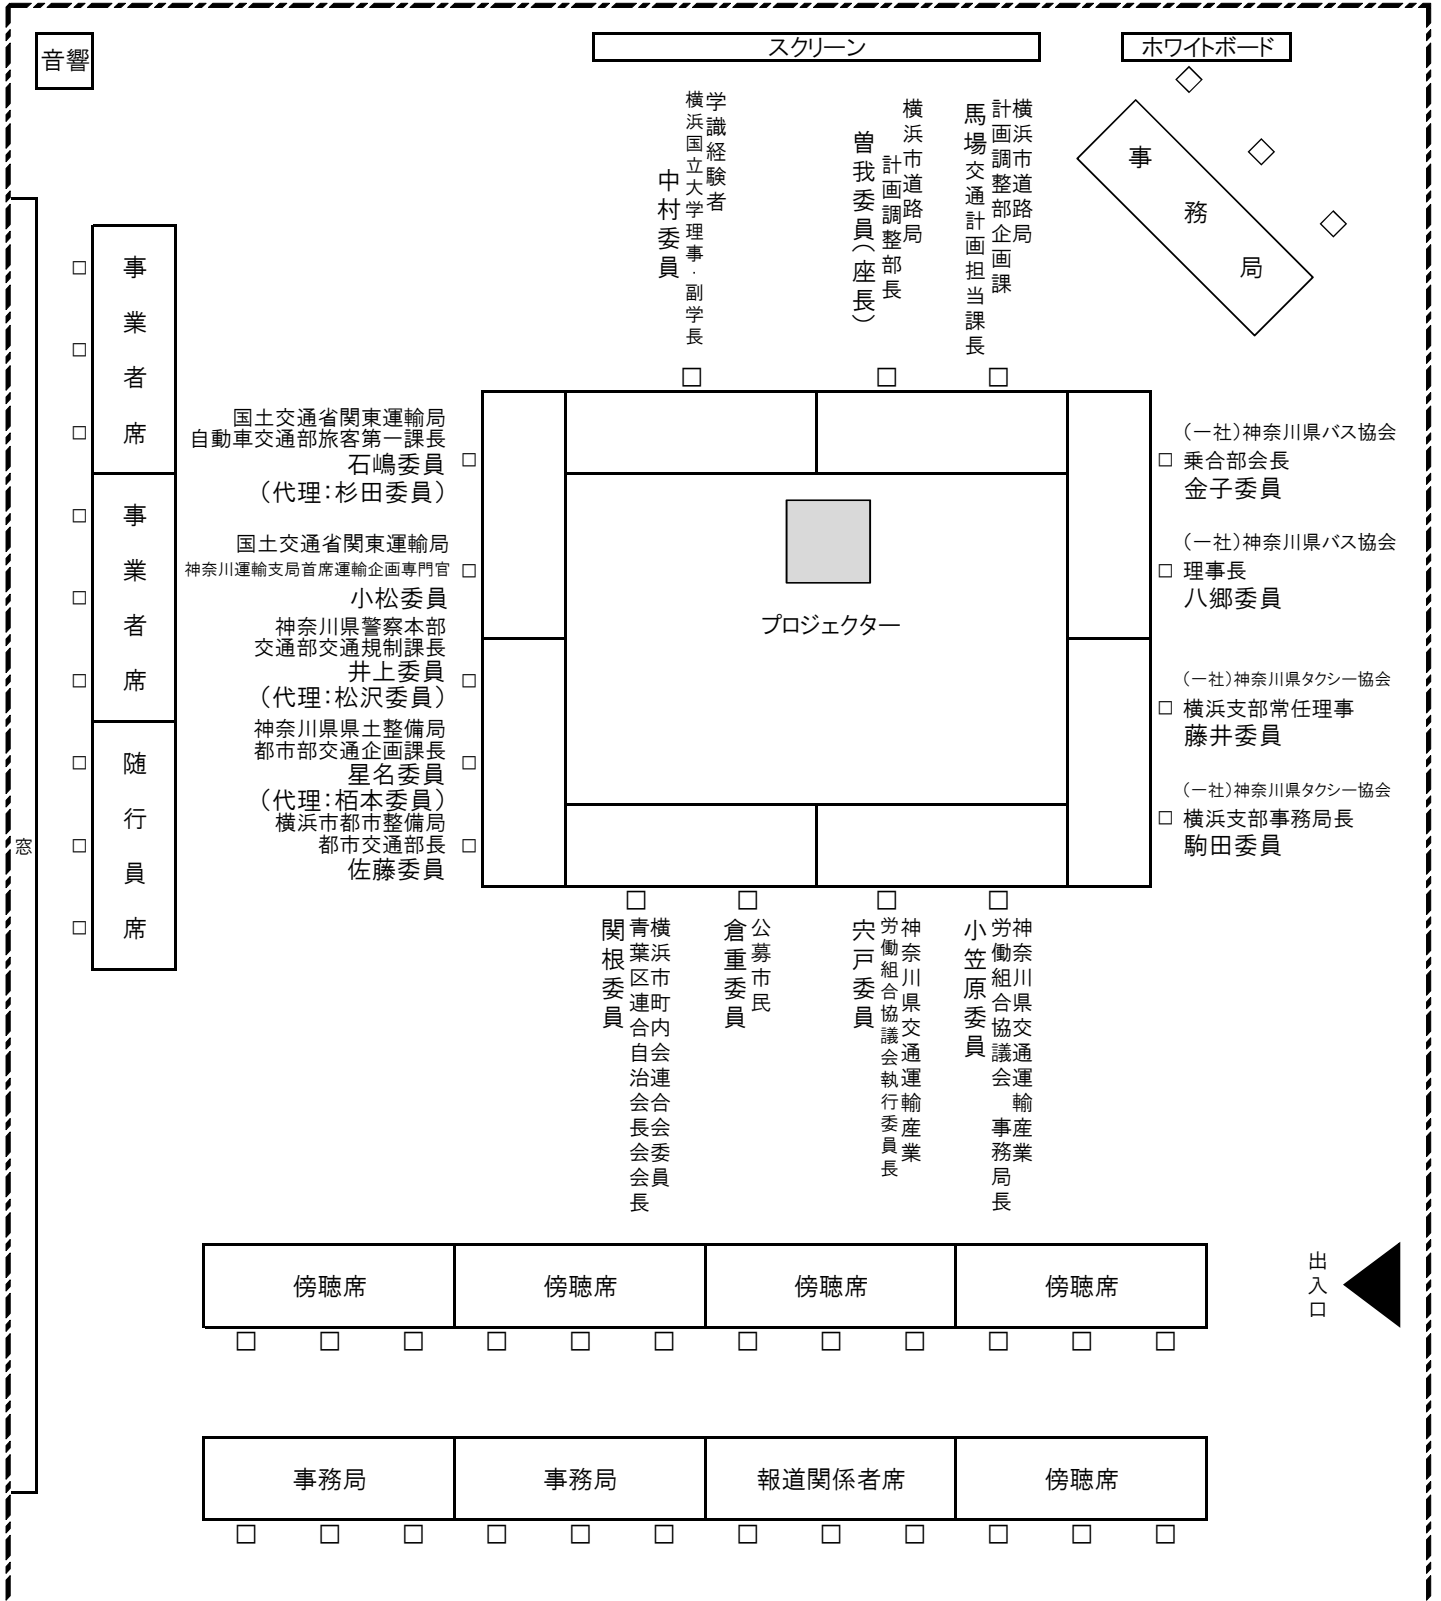 音響
スクリーン
ホワイトボード
事務局
学識経験者
横浜国立大学理事・副学長
中村委員
横浜市道路局
計画調整部長
曽我委員(座長)
横浜市道路局
計画調整部企画課
馬場交通計画担当課長
事業者席
事業者席
随行員席
窓
国土交通省関東運輸局
自動車交通部旅客第一課長
石嶋委員
(代理:杉田委員)
国土交通省関東運輸局
神奈川運輸支局首席運輸企画専門官
小松委員
神奈川県警察本部
交通部交通規制課長
井上委員
(代理:松沢委員)
神奈川県県土整備局
都市部交通企画課長
星名委員
(代理:栢本委員)
横浜市都市整備局
都市交通部長
佐藤委員
プロジェクター
(一社)神奈川県バス協会
乗合部会長
金子委員
(一社)神奈川県バス協会
理事長
八郷委員
(一社)神奈川県タクシー協会
横浜支部常任理事
藤井委員
(一社)神奈川県タクシー協会
横浜支部事務局長
駒田委員
横浜市町内会連合会委員
青葉区連合自治会長会会長
関根委員
公募市民
倉重委員
神奈川県交通運輸産業
労働組合協議会執行委員長
宍戸委員
神奈川県交通運輸産業
労働組合協議会　事務局長
小笠原委員
傍聴席
傍聴席
傍聴席
傍聴席
出入口
事務局
事務局
報道関係者席
傍聴席